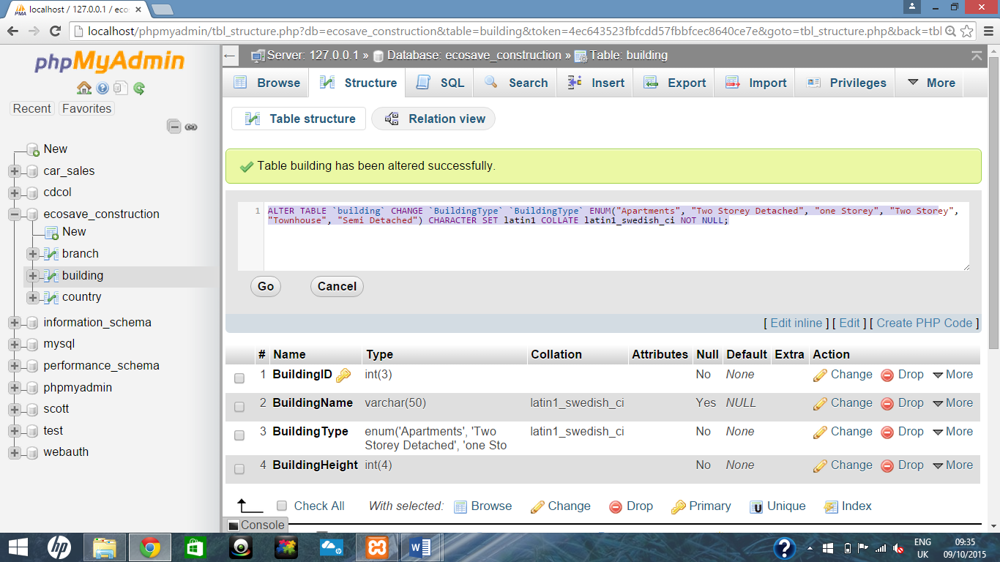 localhost / 127.0.0.1 / eco
localhost/phpmyadmin/tbl_structure.php?db=ecosave_construction&table=building&token=4ec643523fbfcdd57fbbfcec8640ce7e&goto=tbl_structure.php&back=tbl
phpMyAdmin
Recent Favorites
New
car_sales
cdcol
ecosave_construction
New
branch
building
country
information_schema
mysql
performance_schema
phpmyadmin
scott
test
webauth
Server: 127.0.0.1 » Database: ecosave_construction » Table: building
Browse Structure SQL Search Insert Export Import Privileges More
Table structure Relation view
Table building has been altered successfully.
1 ALTER TABLE `building` CHANGE `BuildingType` `BuildingType` ENUM("Apartments", "Two Storey Detached", "one Storey", "Two Storey",
"Townhouse", "Semi Detached") CHARACTER SET latin1 COLLATE latin1_swedish_ci NOT NULL;
Go Cancel
[ Edit inline ] [ Edit ] [ Create PHP Code ]
# Name Type Collation Attributes Null Default Extra Action
1 BuildingID int(3) No None Change Drop More
2 BuildingName varchar(50) latin1_swedish_ci Yes NULL Change Drop More
3 BuildingType enum('Apartments', 'Two latin1_swedish_ci No None Change Drop More
Storey Detached', 'one Sto
4 BuildingHeight int(4) No None Change Drop More
Check All With selected: Browse Change Drop Primary Unique Index
Console
ENG 09:35
UK 09/10/2015